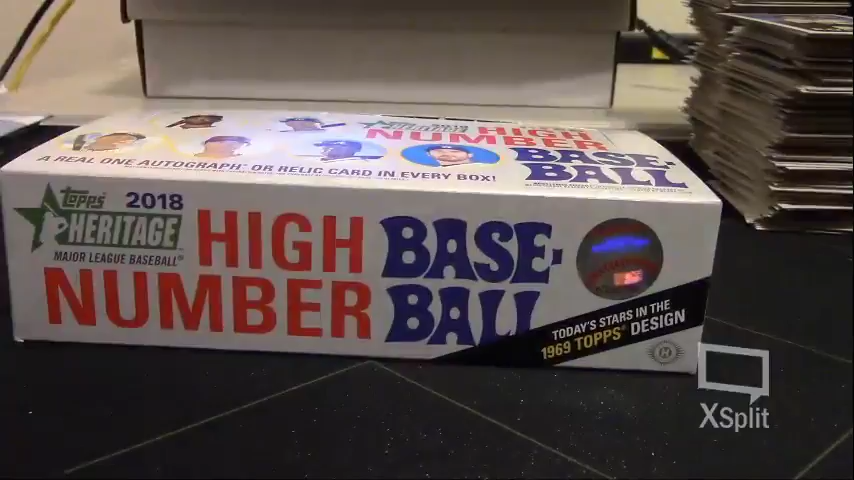 HIGH
NUMBER
BASE-
BALL
A REAL ONE AUTOGRAPH* OR RELIC CARD IN EVERY BOX!
Topps 2018
HERITAGE
MAJOR LEAGUE BASEBALL®
HIGH
NUMBER
BASE-
BALL
TODAY'S STARS IN THE
1969 TOPPS® DESIGN
XSplit